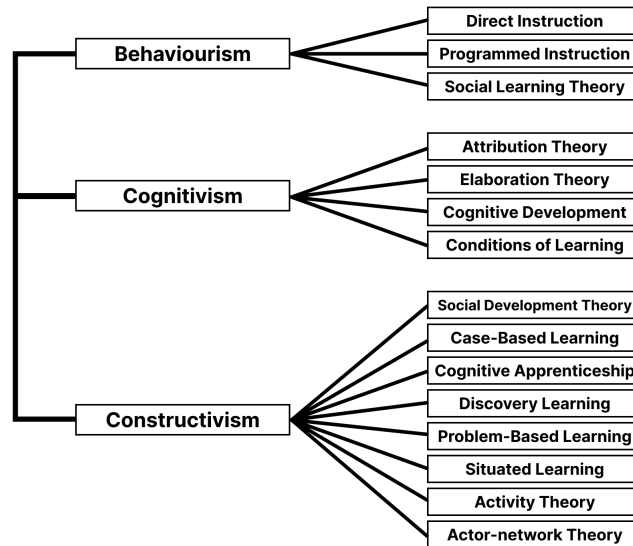 Behaviourism
Direct Instruction
Programmed Instruction
Social Learning Theory
Cognitivism
Attribution Theory
Elaboration Theory
Cognitive Development
Conditions of Learning
Constructivism
Social Development Theory
Case-Based Learning
Cognitive Apprenticeship
Discovery Learning
Problem-Based Learning
Situated Learning
Activity Theory
Actor-network Theory